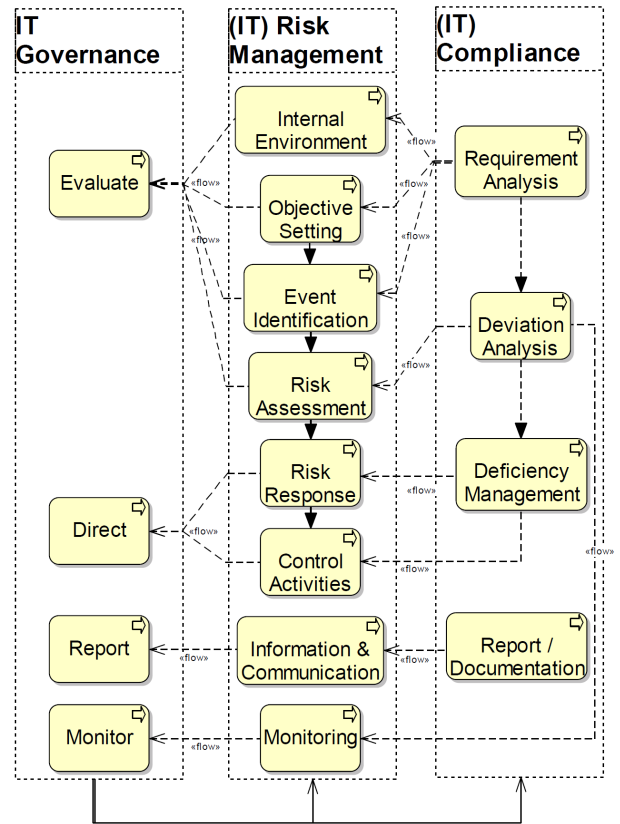 IT
Governance
(IT) Risk
Management
(IT)
Compliance
Internal
Environment
«flow»
Requirement
Analysis
Evaluate
«flow»
Objective
Setting
«flow»
«flow»
«flow»
Event
Identification
Deviation
Analysis
«flow»
Risk
Assessment
Risk
Response
Deficiency
Management
«flow»
Direct
«flow»
Control
Activities
«flow»
«flow»
Report
«flow»
Information &
Communication
«flow»
Report /
Documentation
Monitor
«flow»
Monitoring